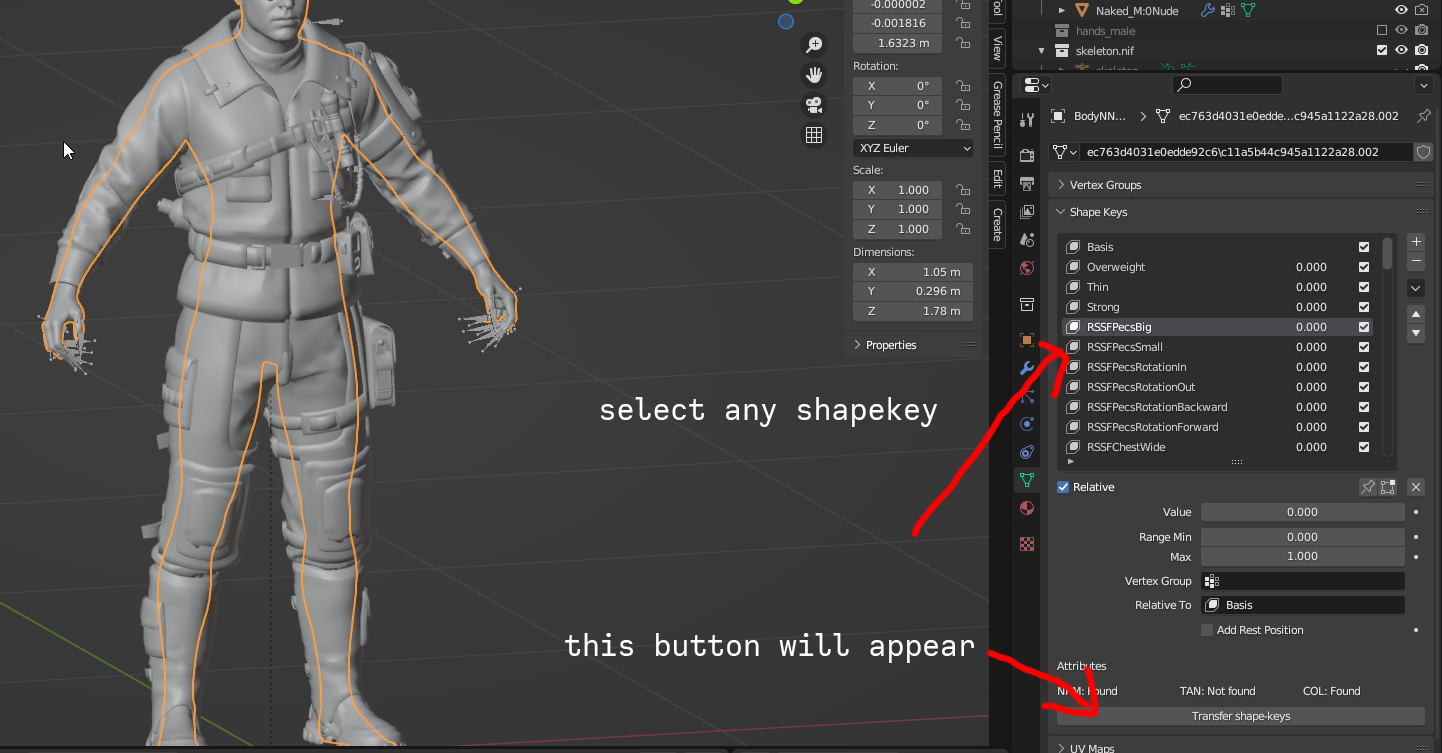 -0.000002
-0.001816
1.6323 m
Rotation:
X 0°
Y 0°
Z 0°
XYZ Euler
Scale:
X 1.000
Y 1.000
Z 1.000
Dimensions:
X 1.05 m
Y 0.296 m
Z 1.78 m
Properties
View
Grease Pencil
Edit
Create
select any shapekey
this button will appear
Naked_M:0Nude
hands_male
skeleton.nif
BodyNN... ec763d4031e0edde...c945a1122a28.002
ec763d4031e0edde92c6\c11a5b44c945a1122a28.002
Vertex Groups
Shape Keys
Basis
Overweight 0.000
Thin 0.000
Strong 0.000
RSSFPecsBig 0.000
RSSFPecsSmall 0.000
RSSFPecsRotationIn 0.000
RSSFPecsRotationOut 0.000
RSSFPecsRotationBackward 0.000
RSSFPecsRotationForward 0.000
RSSFChestWide 0.000
Relative
Value 0.000
Range Min 0.000
Max 1.000
Vertex Group
Relative To Basis
Add Rest Position
Attributes
TAN: Not found COL: Found
Transfer shape-keys
UV Maps